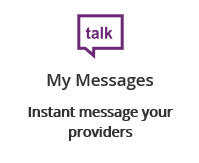 talk
My Messages
Instant message your
providers